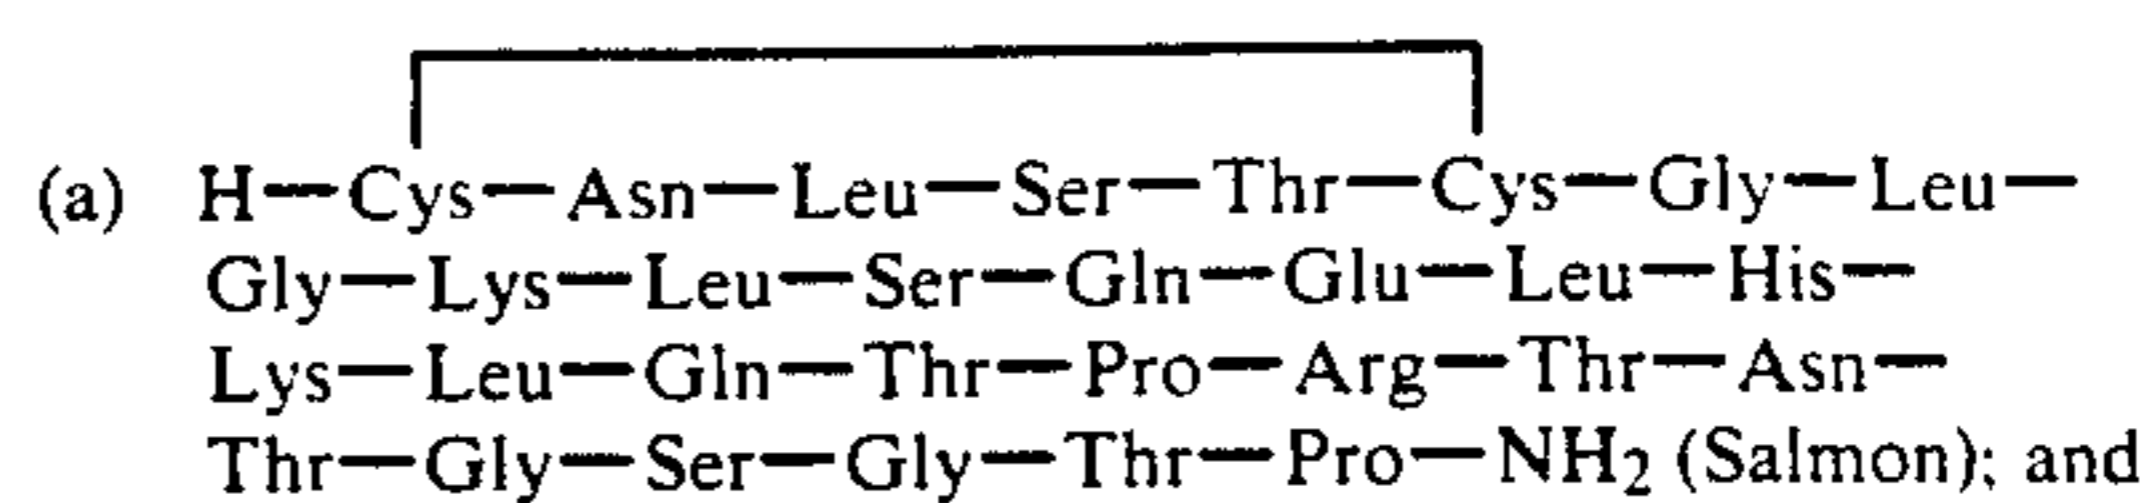 (a) H—Cys—Asn—Leu—Ser—Thr—Cys—Gly—Leu—
Gly—Lys—Leu—Ser—Gln—Glu—Leu—His—
Lys—Leu—Gln—Thr—Pro—Arg—Thr—Asn—
Thr—Gly—Ser—Gly—Thr—Pro—NH₂ (Salmon); and